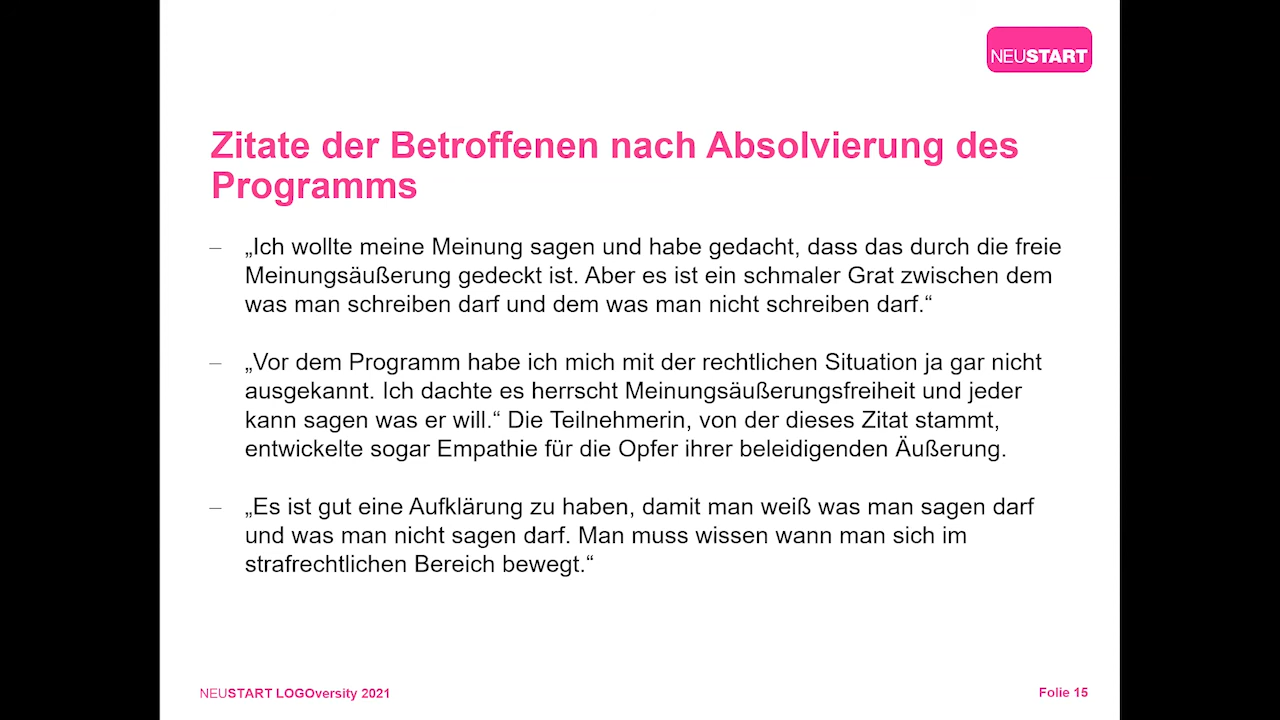 NEUSTART
Zitate der Betroffenen nach Absolvierung des
Programms
– „Ich wollte meine Meinung sagen und habe gedacht, dass das durch die freie
Meinungsäußerung gedeckt ist. Aber es ist ein schmaler Grat zwischen dem
was man schreiben darf und dem was man nicht schreiben darf.“
– „Vor dem Programm habe ich mich mit der rechtlichen Situation ja gar nicht
ausgekannt. Ich dachte es herrscht Meinungsäußerungsfreiheit und jeder
kann sagen was er will.“ Die Teilnehmerin, von der dieses Zitat stammt,
entwickelte sogar Empathie für die Opfer ihrer beleidigenden Äußerung.
– „Es ist gut eine Aufklärung zu haben, damit man weiß was man sagen darf
und was man nicht sagen darf. Man muss wissen wann man sich im
strafrechtlichen Bereich bewegt.“
NEUSTART LOGOversity 2021
Folie 15